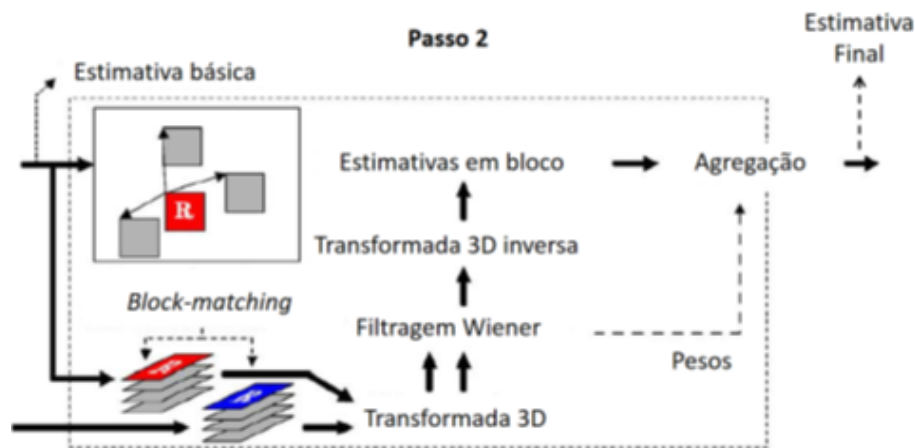 Passo 2
Estimativa
Final
Estimativa básica
R
Estimativas em bloco
Agregação
Transformada 3D inversa
Block-matching
Filtragem Wiener
Pesos
Transformada 3D